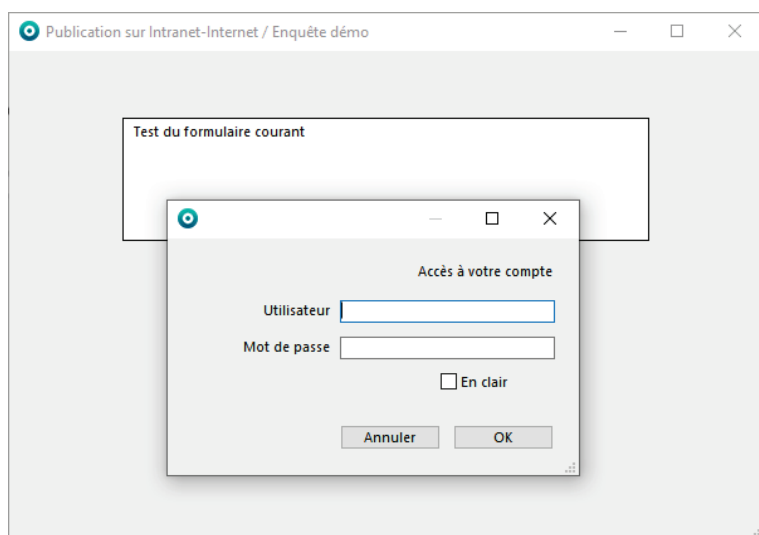 Publication sur Intranet-Internet / Enquête démo
Test du formulaire courant
Accès à votre compte
Utilisateur
Mot de passe
En clair
Annuler OK